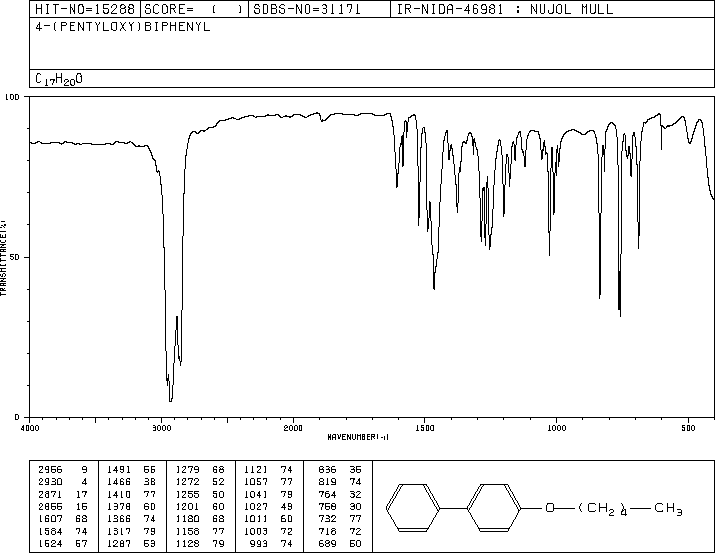 HIT-NO=15288 SCORE= ( ) SDBS-NO=31171 IR-NIDA-46981 : NUJOL MULL
4-(PENTYLOXY)BIPHENYL
C17H20O
100
50
0
TRANSMITTANCE(%)
4000 3000 2000 1500 1000 500
WAVENUMBER(-1)
2956 9 1491 56 1279 68 1121 74 836 35
2930 4 1466 38 1272 52 1057 77 819 74
2871 17 1410 77 1255 50 1041 79 764 32
2855 15 1378 60 1201 60 1027 49 758 30
1607 68 1366 74 1180 68 1011 60 732 77
1584 74 1317 79 1158 77 1003 72 718 72
1524 57 1287 53 1128 79 993 74 689 50
O (CH2)4 CH3